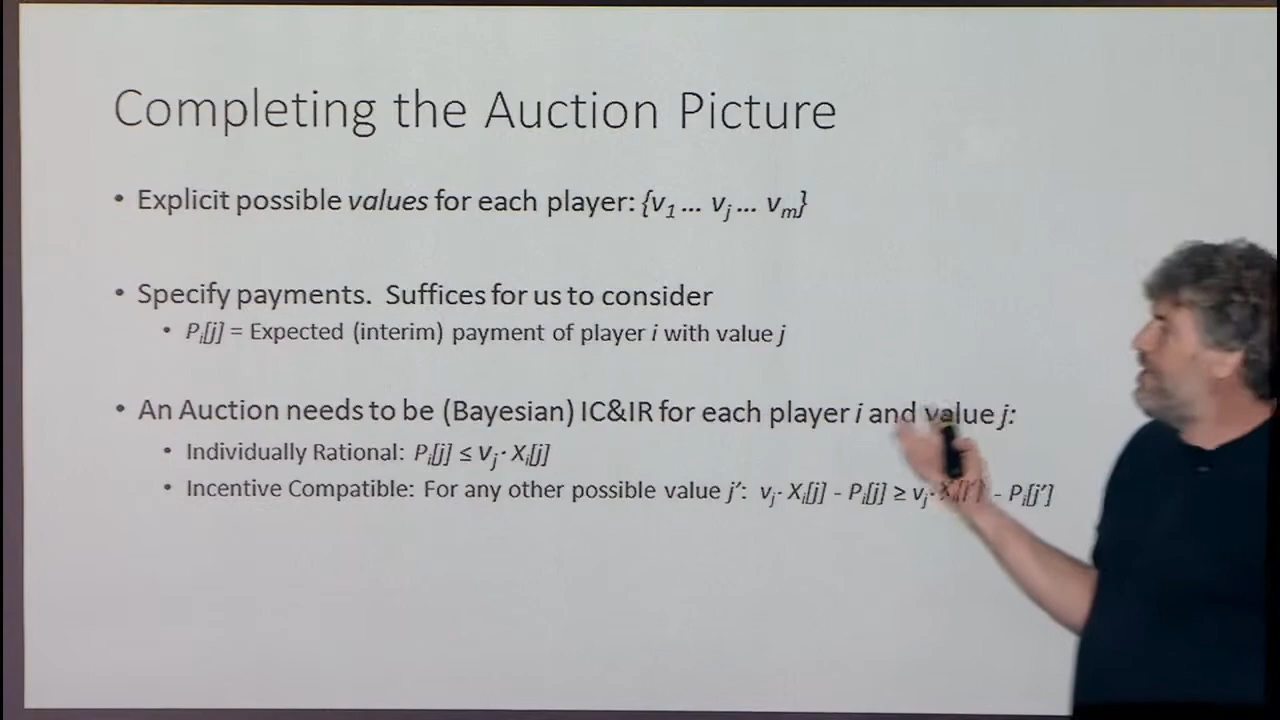 Completing the Auction Picture
• Explicit possible values for each player: {v1 ... vj ... vm}
• Specify payments. Suffices for us to consider
• Pi[j] = Expected (interim) payment of player i with value j
• An Auction needs to be (Bayesian) IC&IR for each player i and value j:
• Individually Rational: Pi[j] ≤ vj· Xi[j]
• Incentive Compatible: For any other possible value j': vj· Xi[j] - Pi[j] ≥ vj· - Pi[j']